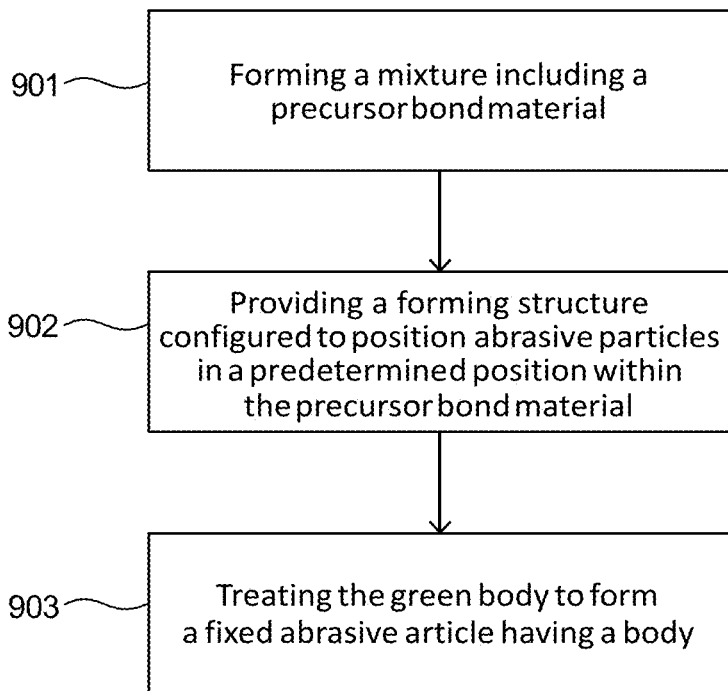 901
Forming a mixture including a
precursor bond material
902
Providing a forming structure
configured to position abrasive particles
in a predetermined position within
the precursor bond material
903
Treating the green body to form
a fixed abrasive article having a body